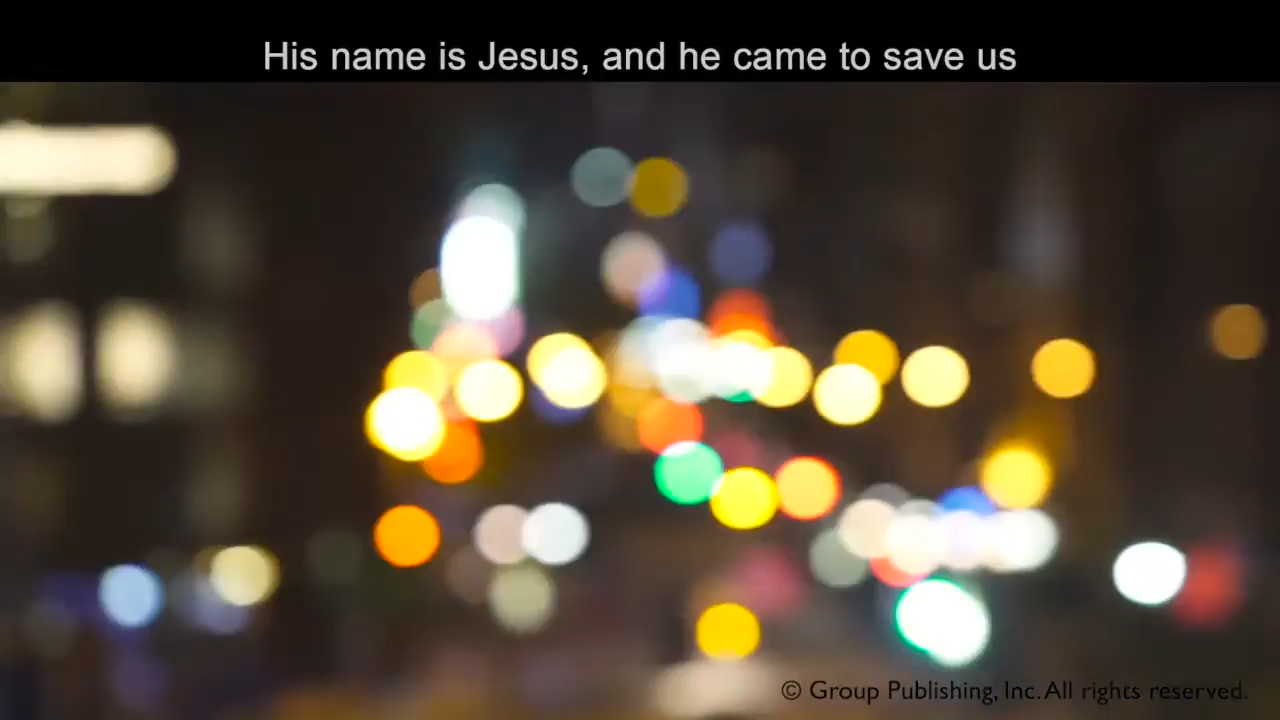 His name is Jesus, and he came to save us
© Group Publishing, Inc. All rights reserved.